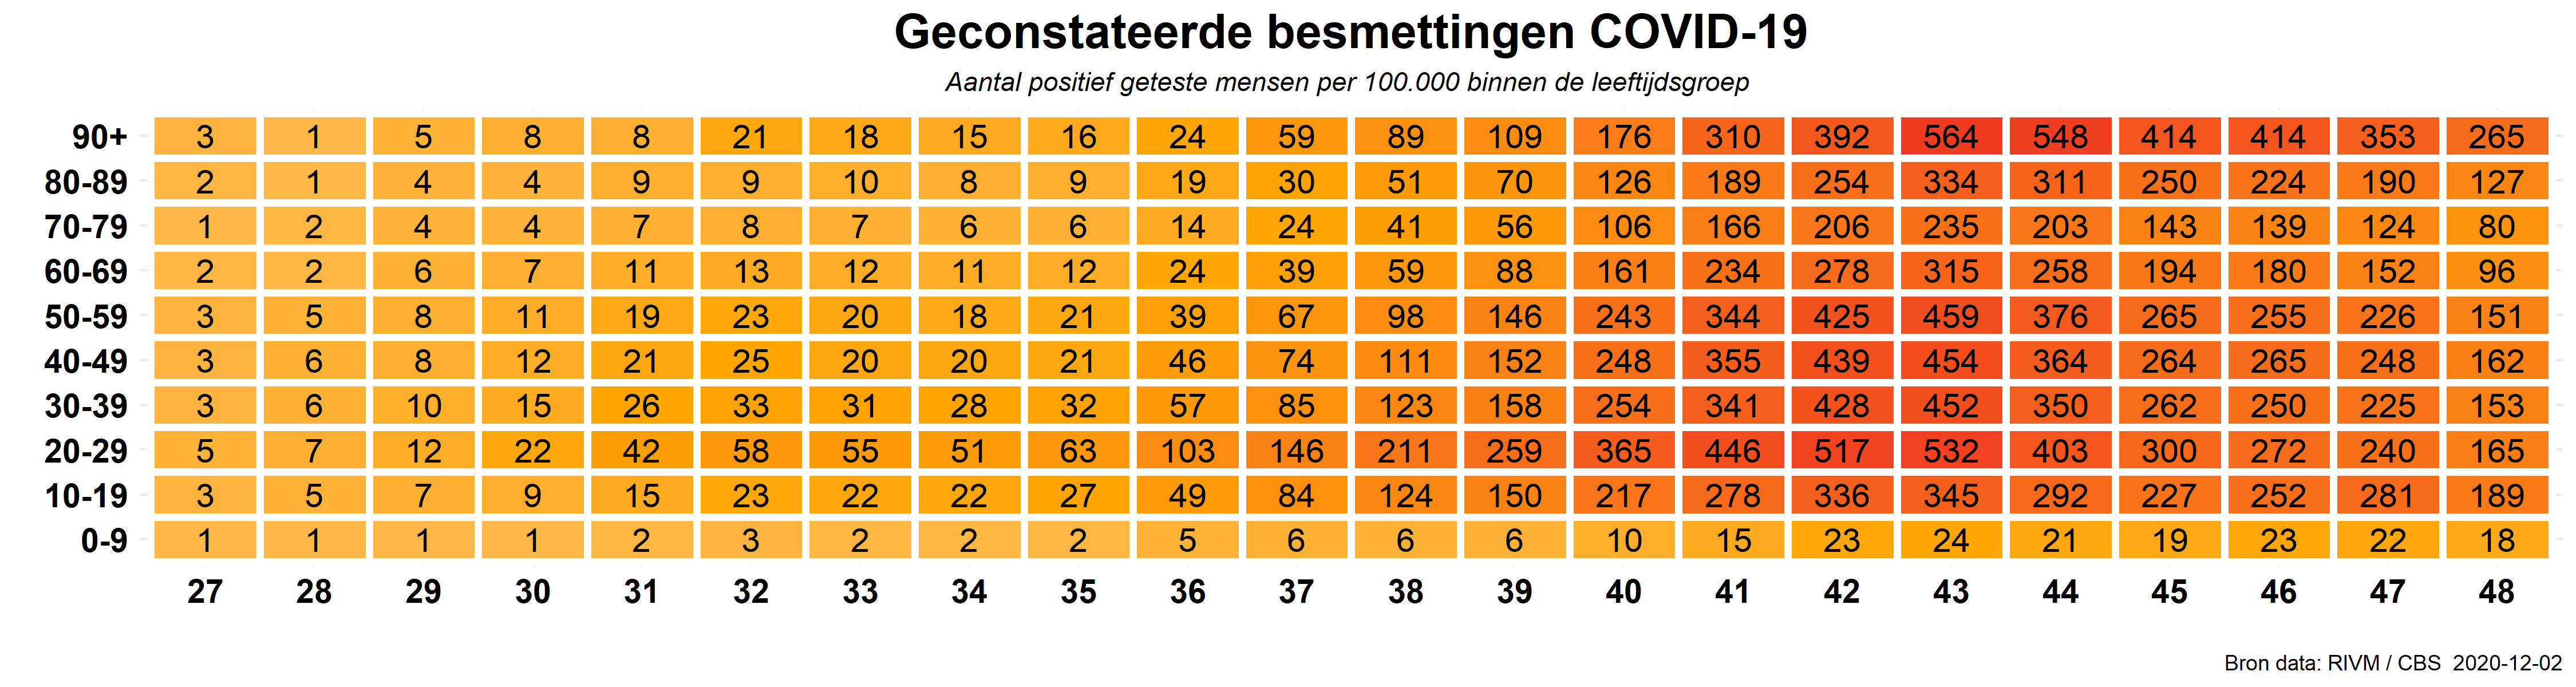 Geconstateerde besmettingen COVID-19
Aantal positief geteste mensen per 100.000 binnen de leeftijdsgroep
90+ 3 1 5 8 8 21 18 15 16 24 59 89 109 176 310 392 564 548 414 414 353 265
80-89 2 1 4 4 9 9 10 8 9 19 30 51 70 126 189 254 334 311 250 224 190 127
70-79 1 2 4 4 7 8 7 6 6 14 24 41 56 106 166 206 235 203 143 139 124 80
60-69 2 2 6 7 11 13 12 11 12 24 39 59 88 161 234 278 315 258 194 180 152 96
50-59 3 5 8 11 19 23 20 18 21 39 67 98 146 243 344 425 459 376 265 255 226 151
40-49 3 6 8 12 21 25 20 20 21 46 74 111 152 248 355 439 454 364 264 265 248 162
30-39 3 6 10 15 26 33 31 28 32 57 85 123 158 254 341 428 452 350 262 250 225 153
20-29 5 7 12 22 42 58 55 51 63 103 146 211 259 365 446 517 532 403 300 272 240 165
10-19 3 5 7 9 15 23 22 22 27 49 84 124 150 217 278 336 345 292 227 252 281 189
0-9 1 1 1 1 2 3 2 2 2 5 6 6 6 10 15 23 24 21 19 23 22 18
27 28 29 30 31 32 33 34 35 36 37 38 39 40 41 42 43 44 45 46 47 48
Bron data: RIVM / CBS 2020-12-02